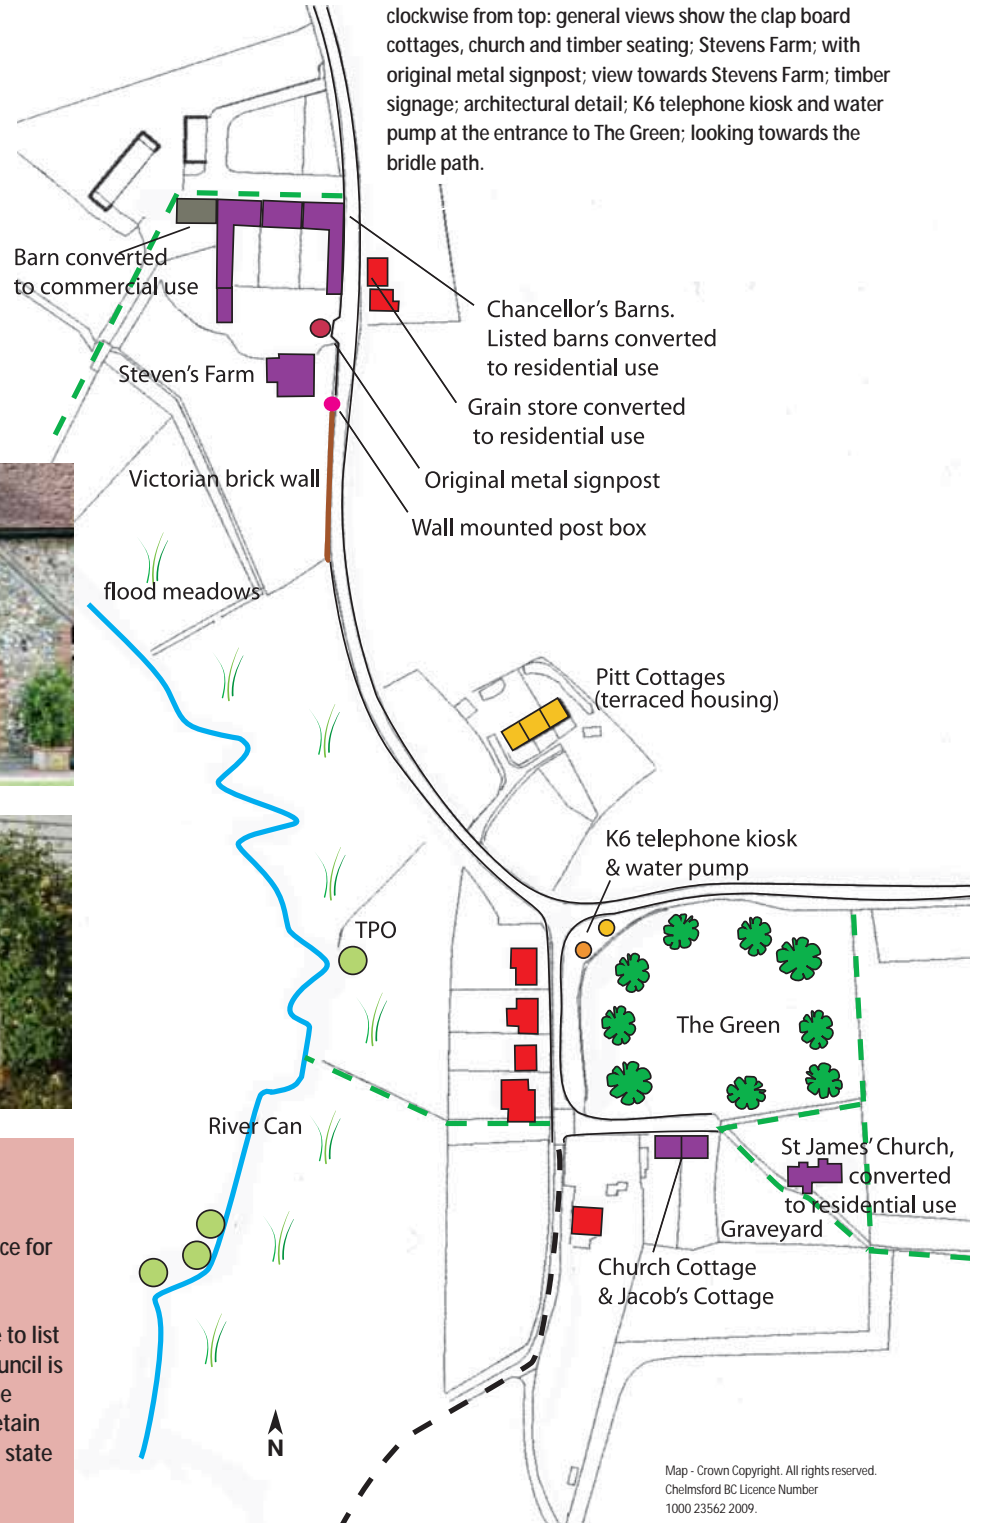 clockwise from top: general views show the clap board
cottages, church and timber seating; Stevens Farm; with
original metal signpost; view towards Stevens Farm; timber
signage; architectural detail; K6 telephone kiosk and water
pump at the entrance to The Green; looking towards the
bridle path.
Barn converted
to commercial use
Chancellor's Barns.
Listed barns converted
to residential use
Steven's Farm
Grain store converted
to residential use
Victorian brick wall
Original metal signpost
Wall mounted post box
flood meadows
Pitt Cottages
(terraced housing)
K6 telephone kiosk
& water pump
TPO
The Green
River Can
St James' Church,
converted
to residential use
Graveyard
Church Cottage
& Jacob's Cottage
ce for
e to list
uncil is
e
etain
state
N
Map - Crown Copyright. All rights reserved.
Chelmsford BC Licence Number
1000 23562 2009.